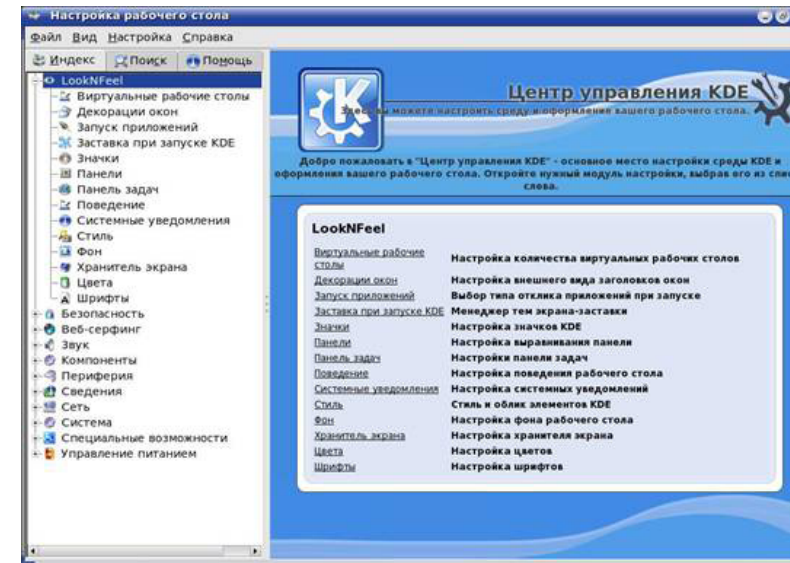 Настройка рабочего стола
Файл Вид Настройка Справка
Индекс Поиск Помощь
LookNFeel
Виртуальные рабочие столы
Декорации окон
Запуск приложений
Заставка при запуске KDE
Значки
Панели
Панель задач
Поведение
Системные уведомления
Стиль
Фон
Хранитель экрана
Цвета
Шрифты
Безопасность
Веб-серфинг
Звук
Компоненты
Периферия
Сведения
Сеть
Система
Специальные возможности
Управление питанием
Центр управления KDE
Здесь вы можете настроить среду и оформление вашего рабочего стола.
Добро пожаловать в "Центр управления KDE" - основное место настройки среды KDE и
оформления вашего рабочего стола. Откройте нужный модуль настройки, выбрав его из
слева.
LookNFeel
Виртуальные рабочие
столы Настройка количества виртуальных рабочих столов
Декорации окон Настройка внешнего вида заголовков окон
Запуск приложений Выбор типа отклика приложений при запуске
Заставка при запуске KDE Менеджер тем экрана-заставки
Значки Настройка значков KDE
Панели Настройка выравнивания панели
Панель задач Настройки панели задач
Поведение Настройка поведения рабочего стола
Системные уведомления Настройка системных уведомлений
Стиль Стиль и облик элементов KDE
Фон Настройка фона рабочего стола
Хранитель экрана Настройка хранителя экрана
Цвета Настройка цветов
Шрифты Настройка шрифтов